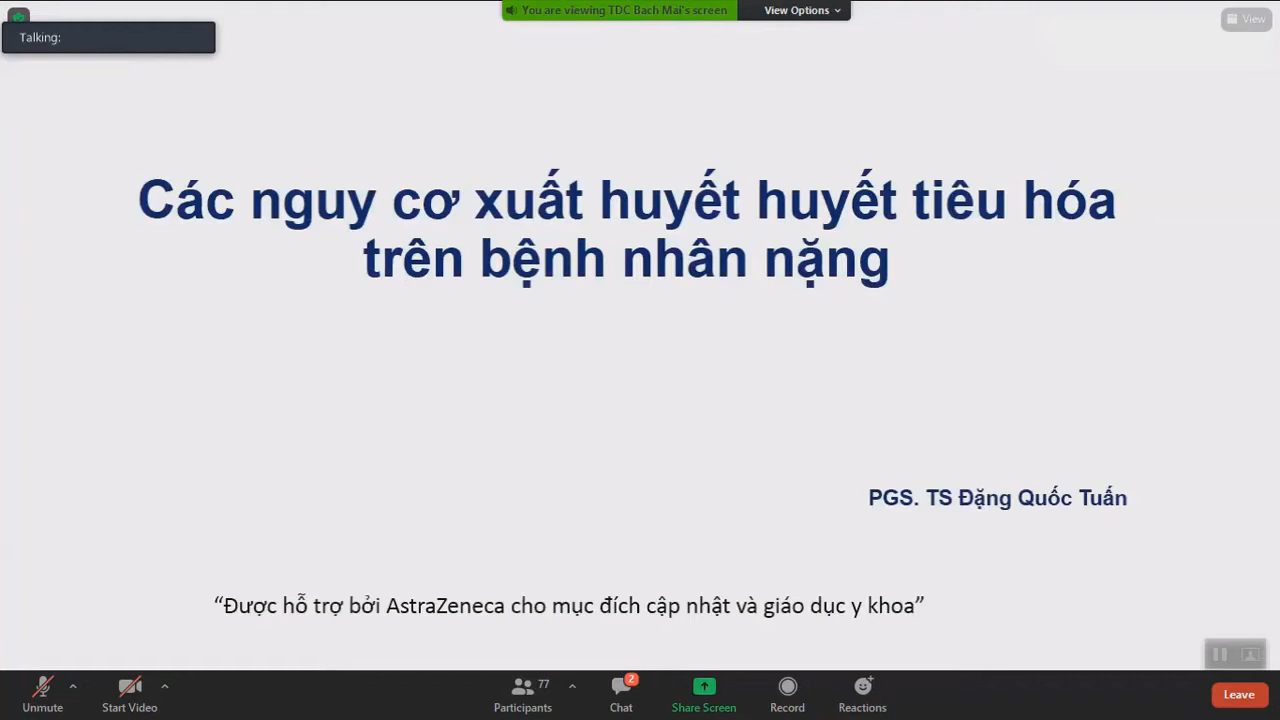 You are viewing TDC Bach Mai's screen
View Options
View
Talking:
Các nguy cơ xuất huyết huyết tiêu hóa
trên bệnh nhân nặng
PGS. TS Đặng Quốc Tuấn
“Được hỗ trợ bởi AstraZeneca cho mục đích cập nhật và giáo dục y khoa”
Unmute
Start Video
77
Participants
2
Chat
Share Screen
Record
Reactions
Leave